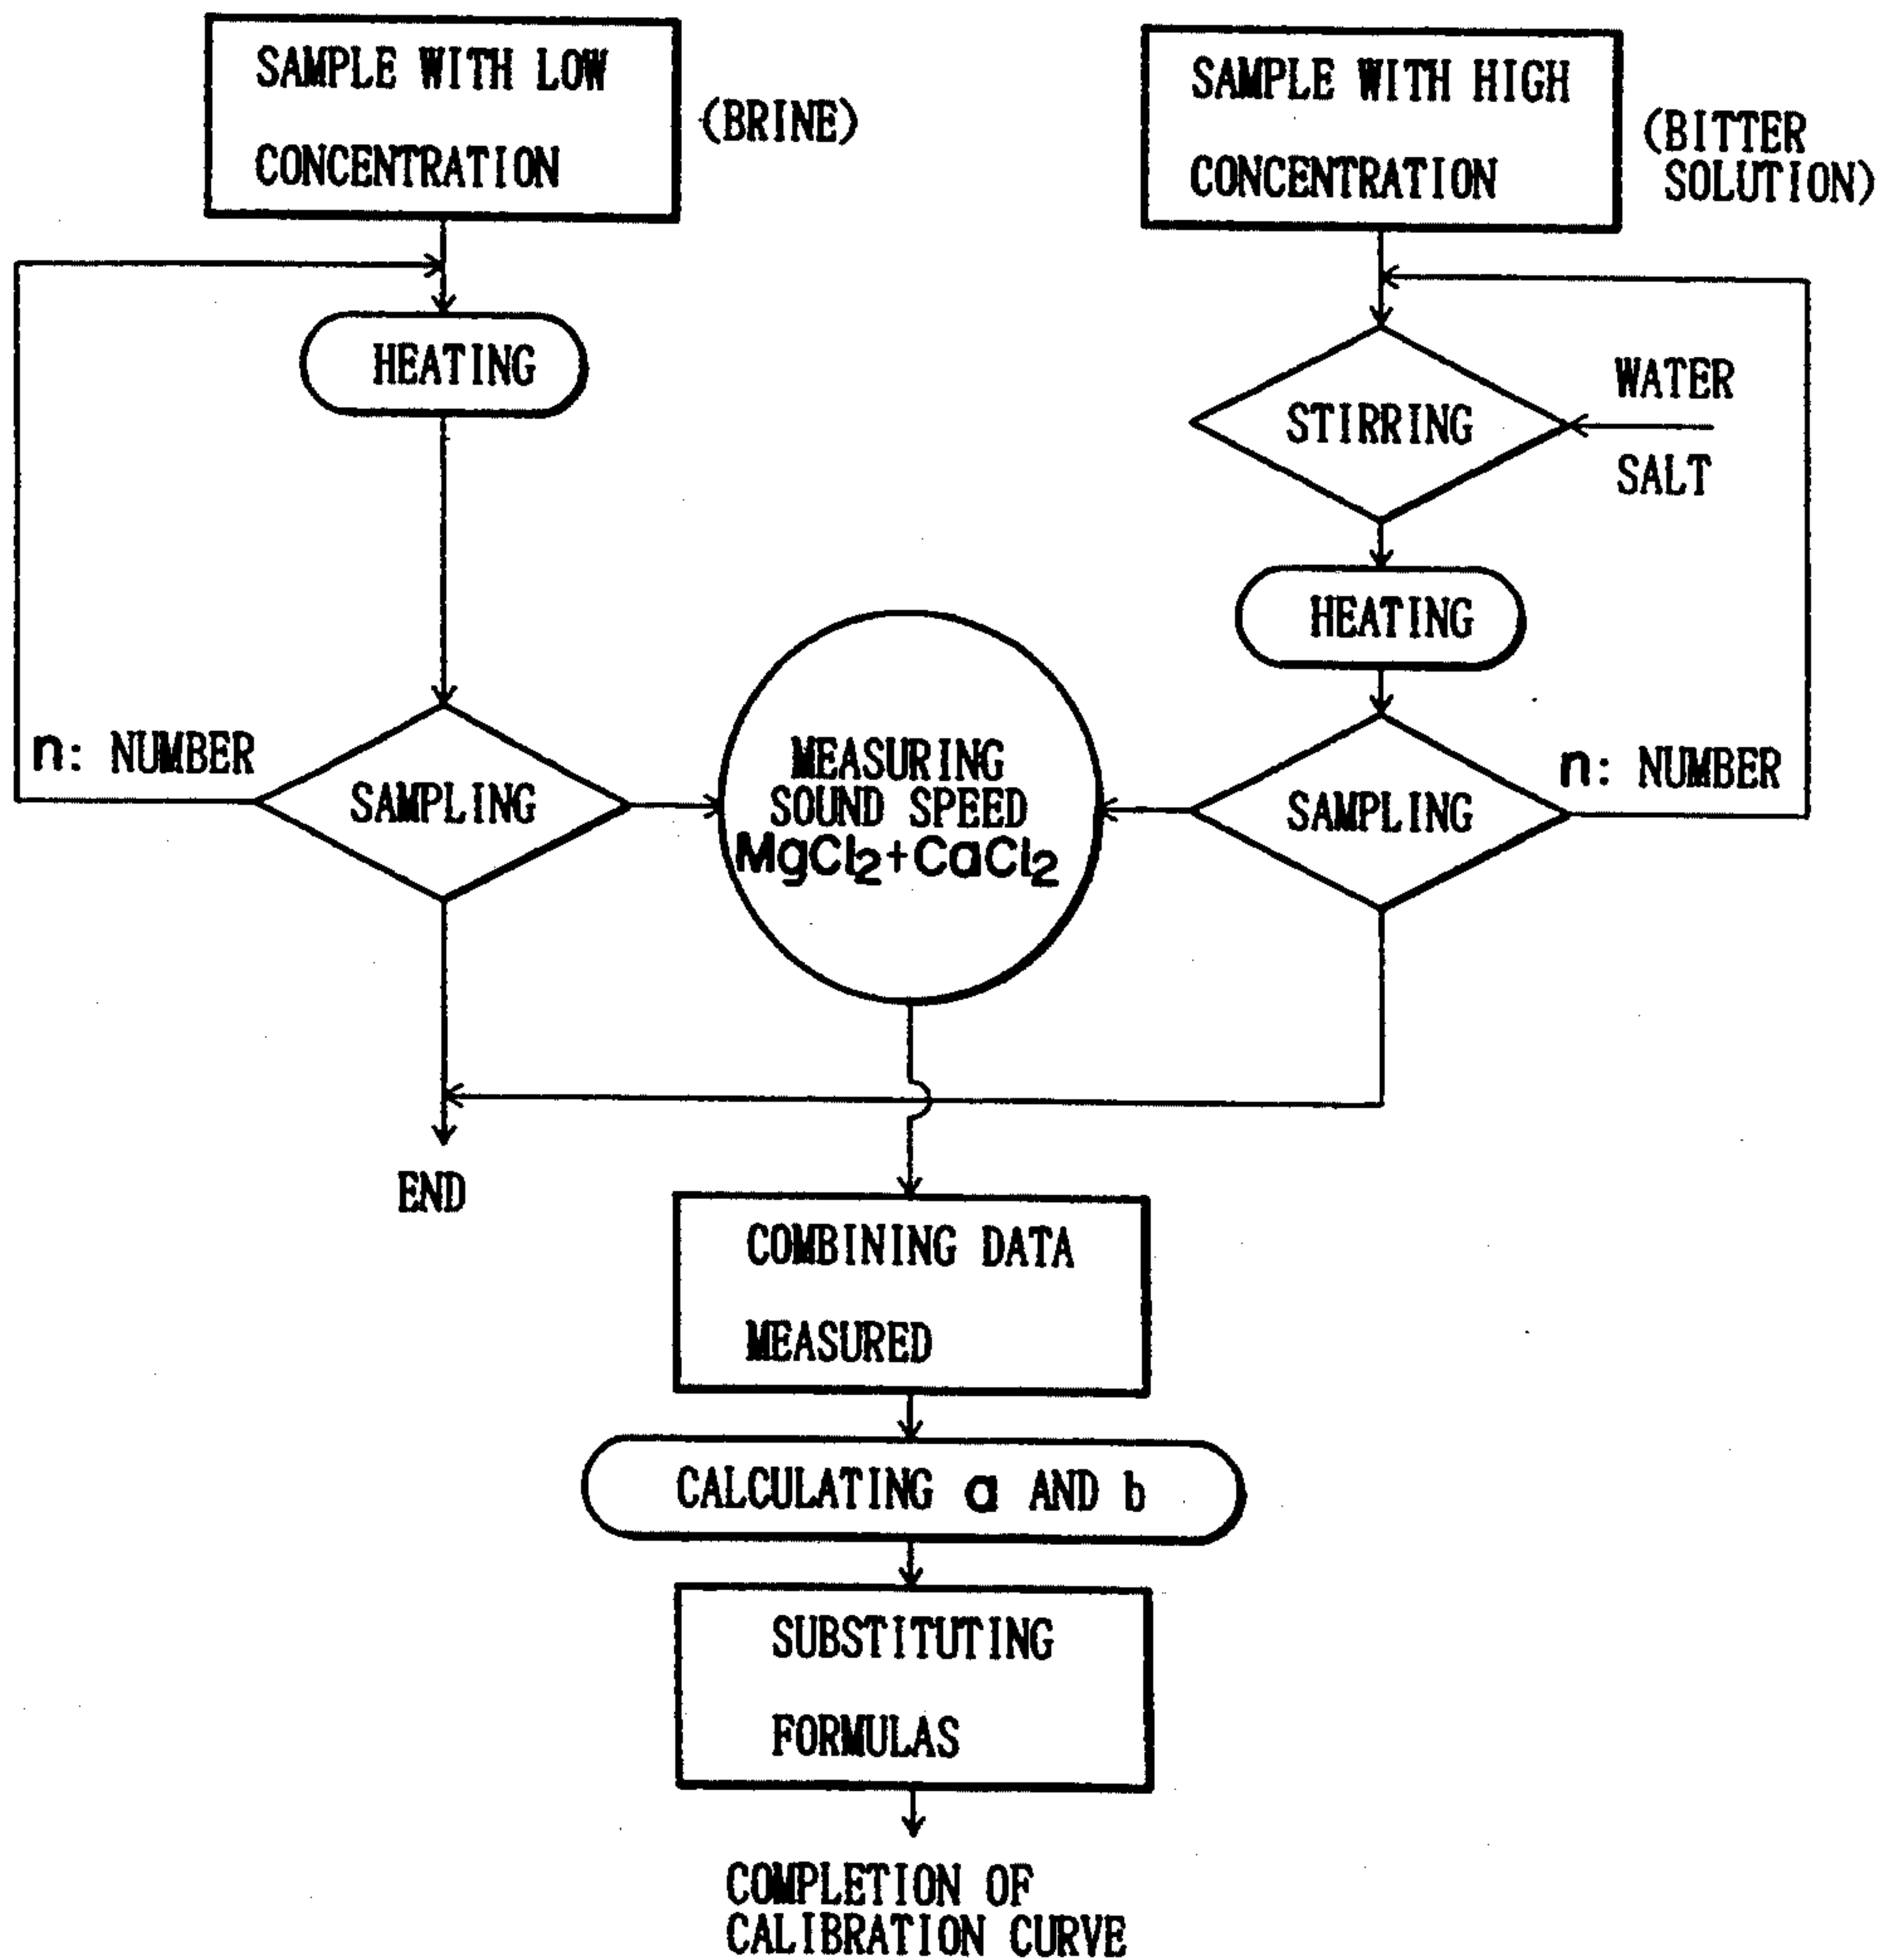 SAMPLE WITH LOW
CONCENTRATION
(BRINE)
SAMPLE WITH HIGH
CONCENTRATION
(BITTER
SOLUTION)
HEATING
STIRRING
WATER
SALT
HEATING
n: NUMBER
SAMPLING
MEASURING
SOUND SPEED
MgCl₂+CaCl₂
SAMPLING
n: NUMBER
END
COMBINING DATA
MEASURED
CALCULATING a AND b
SUBSTITUTING
FORMULAS
COMPLETION OF
CALIBRATION CURVE